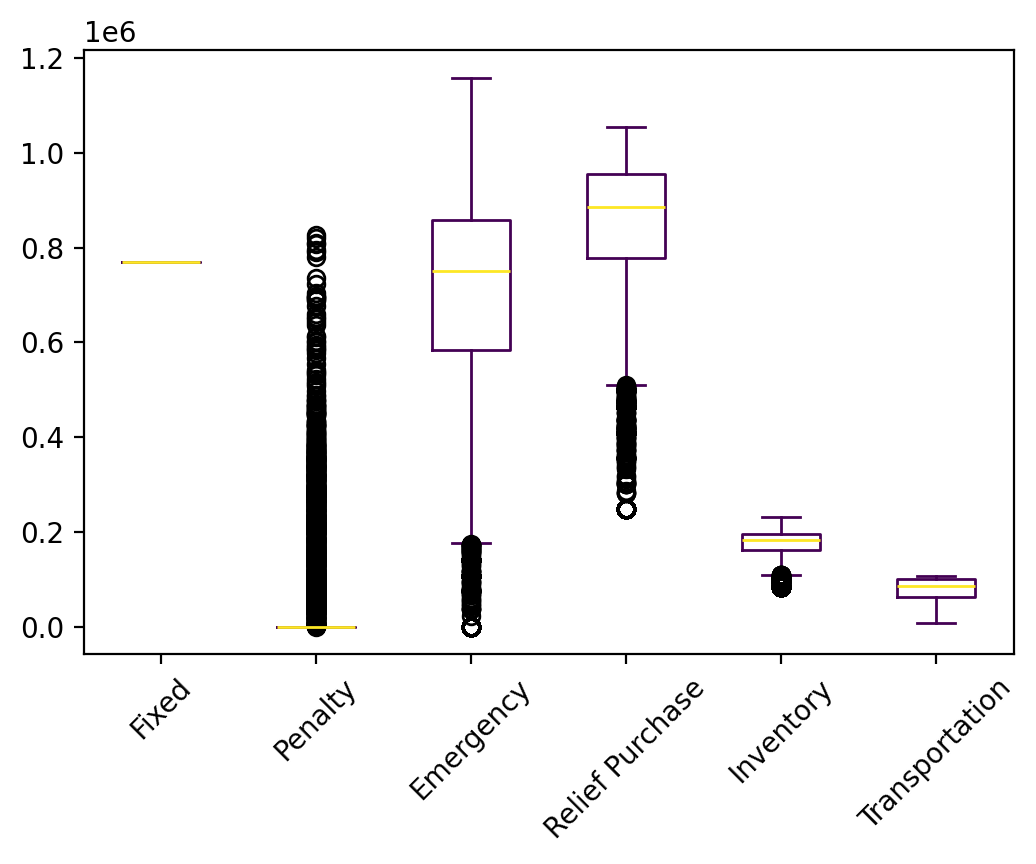 1e6
1.2
1.0
0.8
0.6
0.4
0.2
0.0
Fixed
Penalty
Emergency
Relief Purchase
Inventory
Transportation